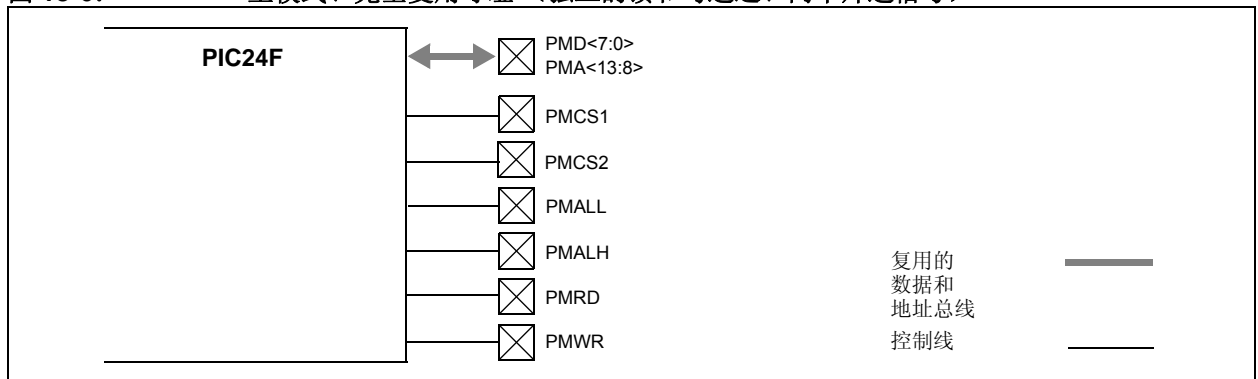 PIC24F
PMD<7:0>
PMA<13:8>
PMCS1
PMCS2
PMALL
PMALH
PMRD
PMWR
复用的
数据和
地址总线
控制线